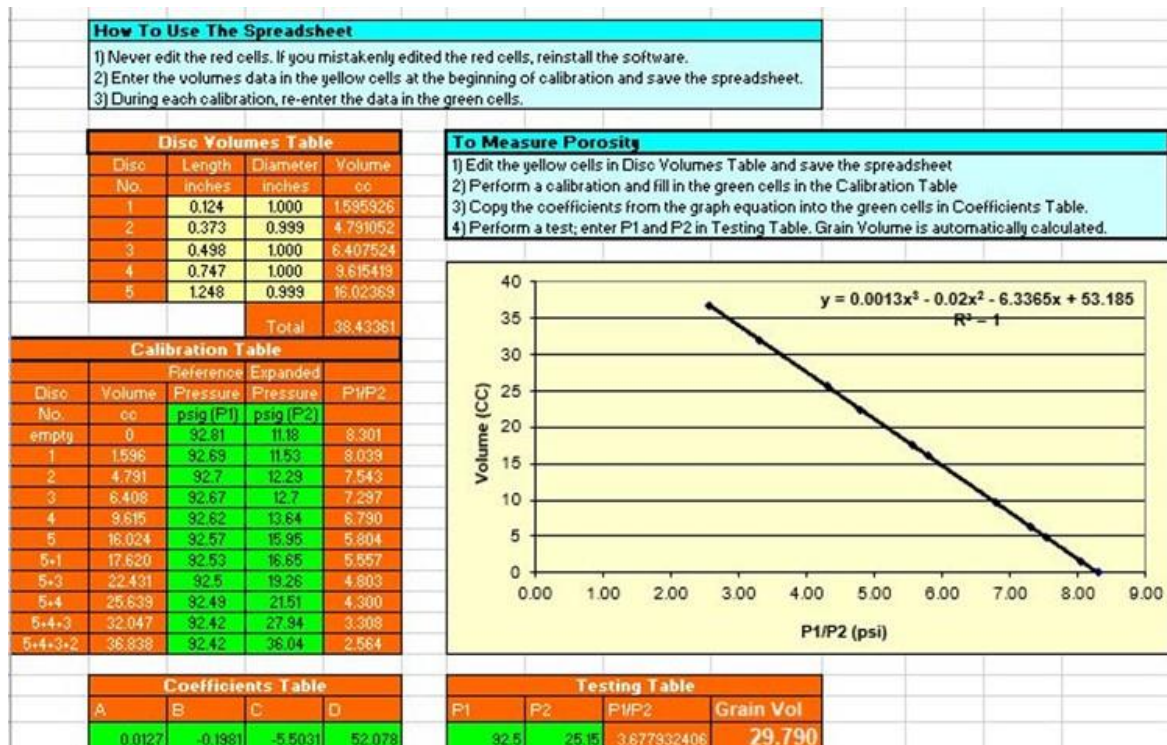 How To Use The Spreadsheet
1) Never edit the red cells. If you mistakenly edited the red cells, reinstall the software.
2) Enter the volumes data in the yellow cells at the beginning of calibration and save the spreadsheet.
3) During each calibration, re-enter the data in the green cells.
Disc Volumes Table
Disc Length Diameter Volume
No. inches inches cc
1 0.124 1.000 1.595926
2 0.373 0.999 4.791052
3 0.498 1.000 6.407524
4 0.747 1.000 9.615419
5 1.248 0.999 16.02369
Total 38.43361
To Measure Porosity
1) Edit the yellow cells in Disc Volumes Table and save the spreadsheet
2) Perform a calibration and fill in the green cells in the Calibration Table
3) Copy the coefficients from the graph equation into the green cells in Coefficients Table.
4) Perform a test; enter P1 and P2 in Testing Table. Grain Volume is automatically calculated.
Calibration Table
Reference Expanded
Disc Volume Pressure Pressure P1/P2
No. cc psig (P1) psig (P2)
empty 0 92.81 11.18 8.301
1 1.596 92.69 11.53 8.039
2 4.791 92.7 12.29 7.543
3 6.408 92.67 12.7 7.297
4 9.615 92.62 13.64 6.790
5 16.024 92.57 15.95 5.804
5+1 17.620 92.53 16.65 5.557
5+3 22.431 92.5 19.26 4.803
5+4 25.639 92.49 21.51 4.300
5+4+3 32.047 92.42 27.94 3.308
5+4+3+2 36.838 92.42 36.04 2.564
y = 0.0013x³ - 0.02x² - 6.3365x + 53.185
R² = 1
Volume (CC)
40
35
30
25
20
15
10
5
0
0.00 1.00 2.00 3.00 4.00 5.00 6.00 7.00 8.00 9.00
P1/P2 (psi)
Coefficients Table
A B C D
0.0127 -0.1981 -5.5031 52.078
Testing Table
P1 P2 P1/P2 Grain Vol
92.5 25.15 3.677932406 29.790